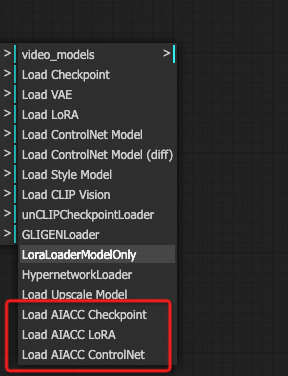 video_models >
Load Checkpoint
Load VAE
Load LoRA
Load ControlNet Model
Load ControlNet Model (diff)
Load Style Model
Load CLIP Vision
unCLIPCheckpointLoader
GLIGENLoader
LoraLoaderModelOnly
HypernetworkLoader
Load Upscale Model
Load AIACC Checkpoint
Load AIACC LoRA
Load AIACC ControlNet